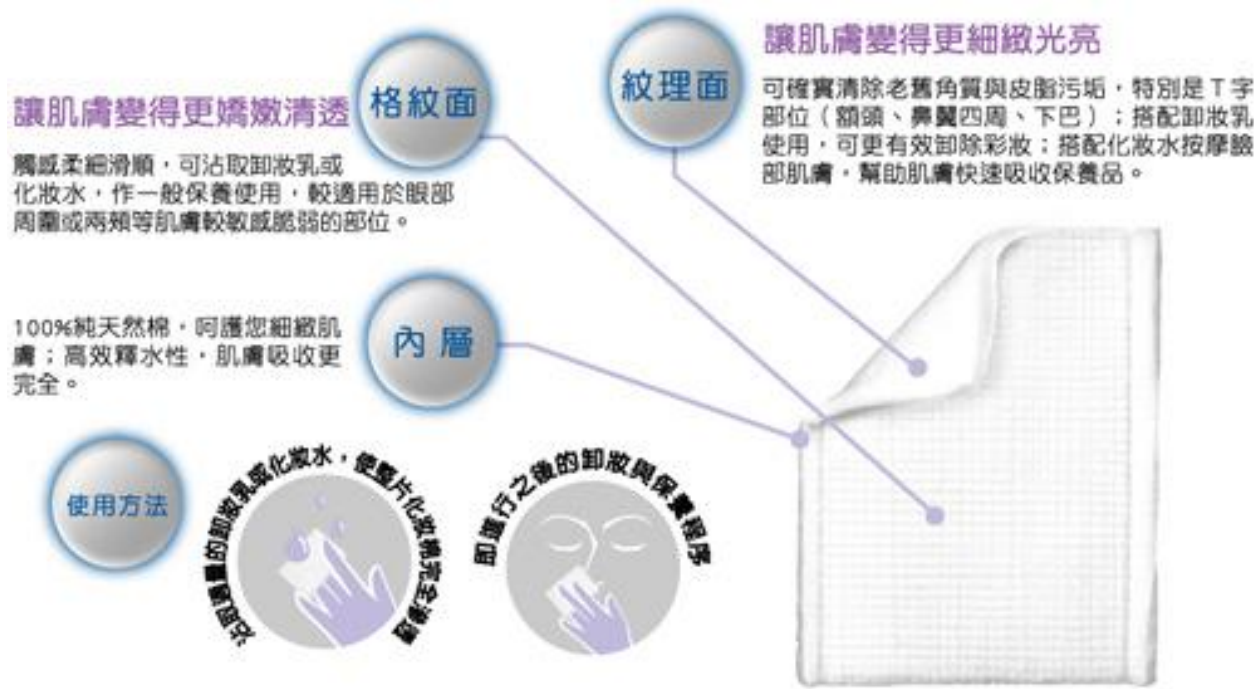 讓肌膚變得更嬌嫩清透
格紋面
觸感柔細滑順，可沾取卸妝乳或
化妝水，作一般保養使用，較適用於眼部
周圍或兩頰等肌膚較敏感脆弱的部位。
紋理面
讓肌膚變得更細緻光亮
可確實清除老舊角質與皮脂污垢，特別是T字
部位（額頭、鼻翼四周、下巴）；搭配卸妝乳
使用，可更有效卸除彩妝；搭配化妝水按摩臉
部肌膚，幫助肌膚快速吸收保養品。
100%純天然棉，呵護您細緻肌
膚；高效釋水性，肌膚吸收更
完全。
內層
使用方法
沾取適量的卸妝乳或化妝水，使整片化妝棉完全滲透
即進行之後的卸妝與保養程序